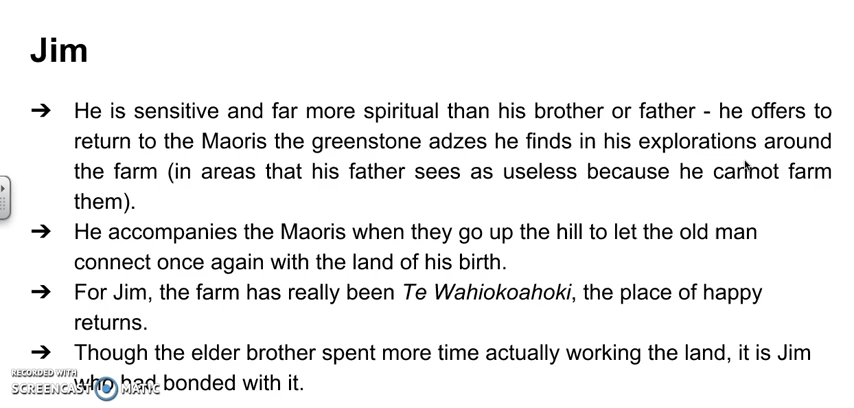 Jim
➔ He is sensitive and far more spiritual than his brother or father - he offers to
return to the Maoris the greenstone adzes he finds in his explorations around
the farm (in areas that his father sees as useless because he cannot farm
them).
➔ He accompanies the Maoris when they go up the hill to let the old man
connect once again with the land of his birth.
➔ For Jim, the farm has really been Te Wahiokoahoki, the place of happy
returns.
➔ Though the elder brother spent more time actually working the land, it is Jim
who had bonded with it.
RECORDED WITH
SCREENCAST MATIC